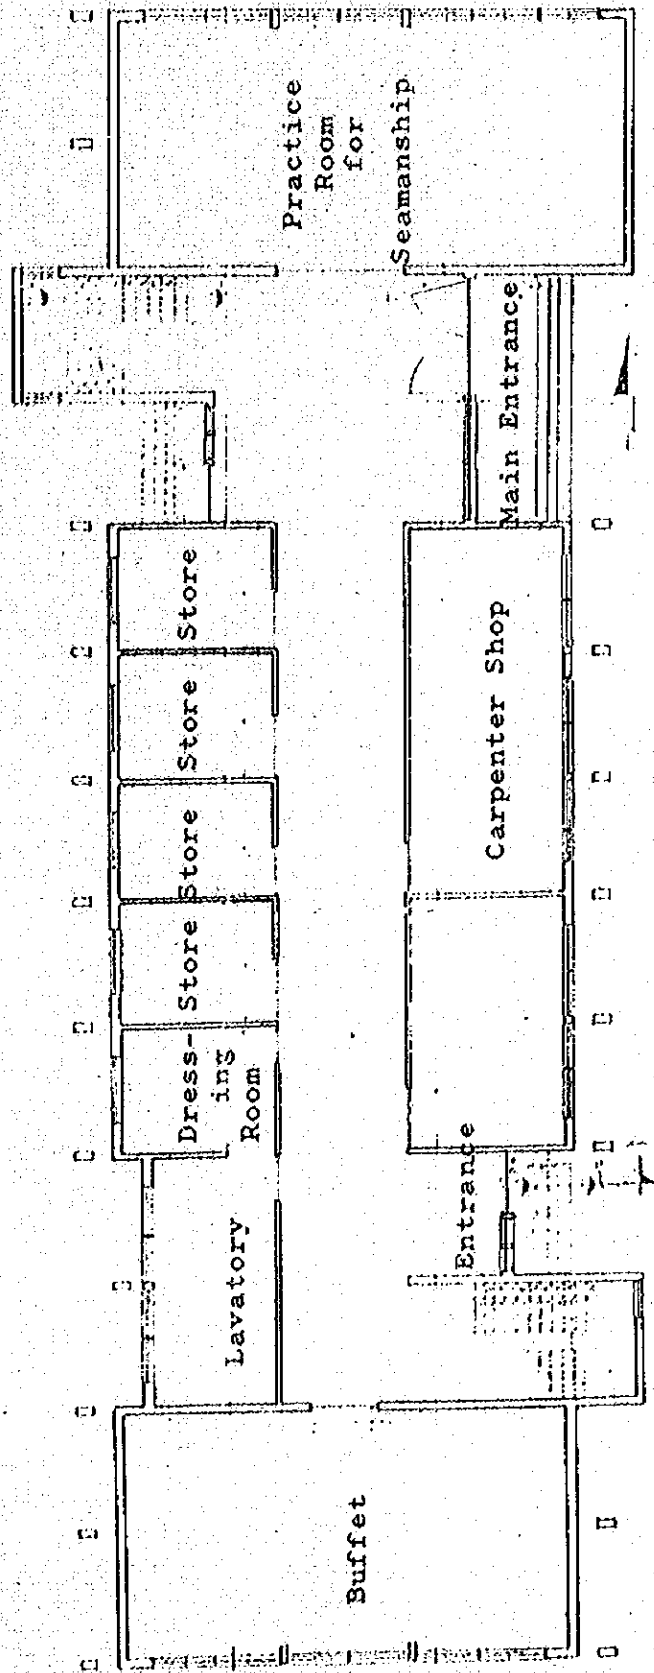 Practice
Room
for
Seamanship
Main Entrance
Store
Store
Store
Store
Carpenter Shop
Dress-
ing
Room
Entrance
Lavatory
Buffet